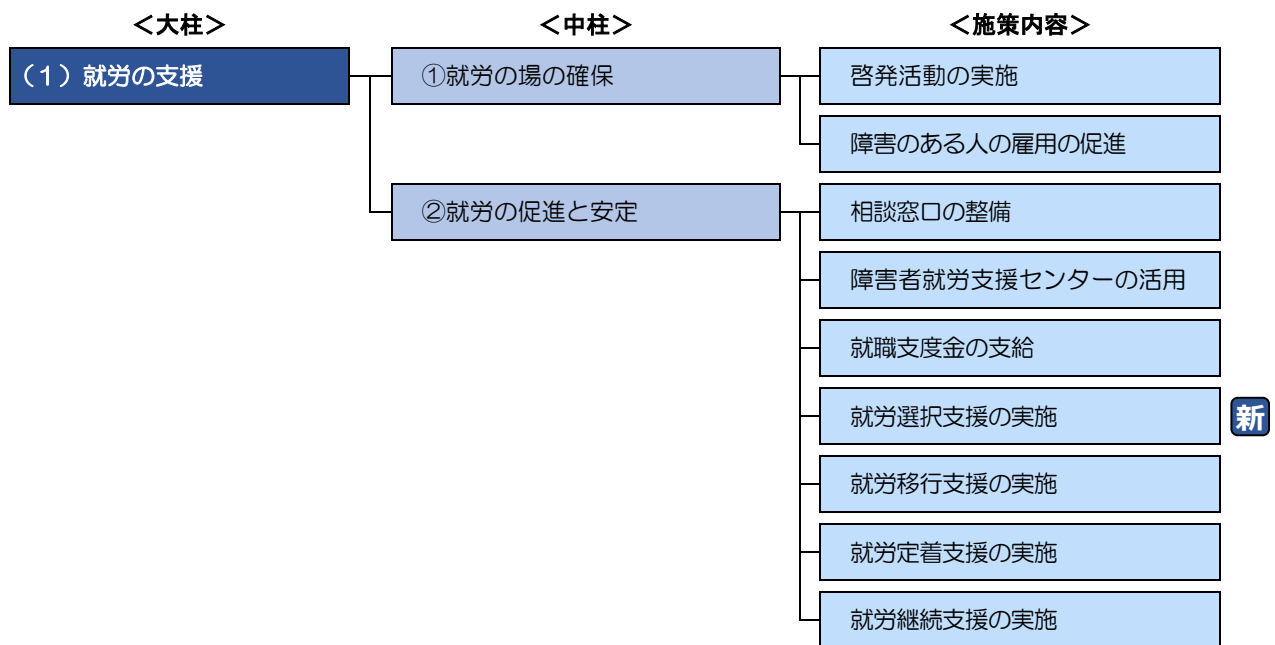 ＜大柱＞
＜中柱＞
＜施策内容＞
（１）就労の支援
①就労の場の確保
啓発活動の実施
障害のある人の雇用の促進
②就労の促進と安定
相談窓口の整備
障害者就労支援センターの活用
就職支度金の支給
就労選択支援の実施
新
就労移行支援の実施
就労定着支援の実施
就労継続支援の実施